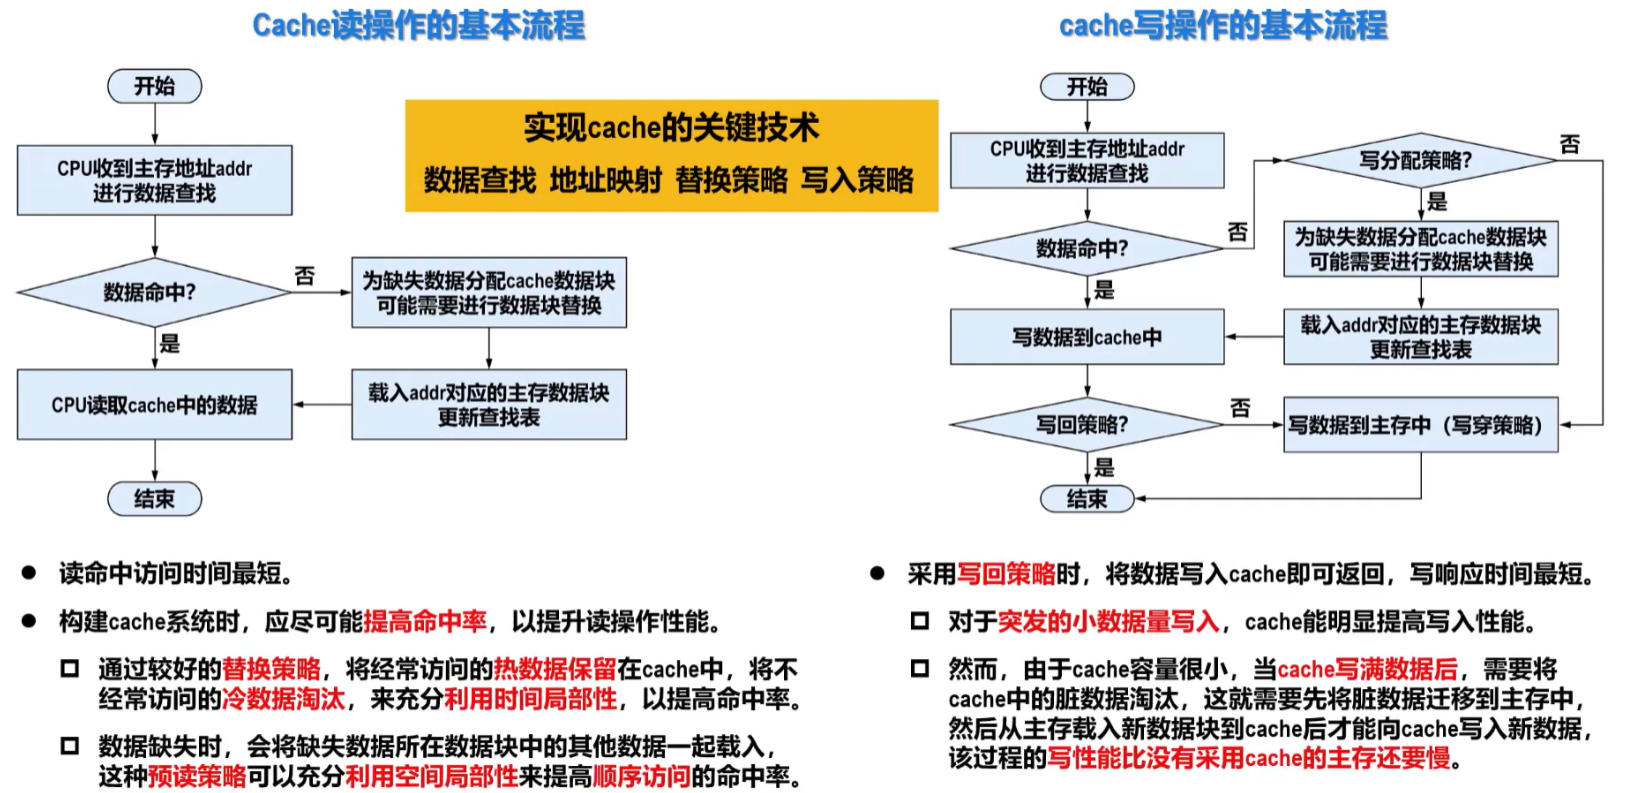 Cache读操作的基本流程
开始
CPU收到主存地址addr
进行数据查找
数据命中?
否
是
为缺失数据分配cache数据块
可能需要进行数据块替换
载入addr对应的主存数据块
更新查找表
CPU读取cache中的数据
结束
实现cache的关键技术
数据查找 地址映射 替换策略 写入策略
cache写操作的基本流程
开始
CPU收到主存地址addr
进行数据查找
数据命中?
否
是
写分配策略?
否
是
为缺失数据分配cache数据块
可能需要进行数据块替换
载入addr对应的主存数据块
更新查找表
写数据到cache中
写回策略?
否
是
写数据到主存中（写穿策略）
结束
● 读命中访问时间最短。
● 构建cache系统时，应尽可能提高命中率，以提升读操作性能。
通过较好的替换策略，将经常访问的热数据保留在cache中，将不
经常访问的冷数据淘汰，来充分利用时间局部性，以提高命中率。
数据缺失时，会将缺失数据所在数据块中的其他数据一起载入，
这种预读策略可以充分利用空间局部性来提高顺序访问的命中率。
● 采用写回策略时，将数据写入cache即可返回，写响应时间最短。
对于突发的小数据量写入，cache能明显提高写入性能。
然而，由于cache容量很小，当cache写满数据后，需要将
cache中的脏数据淘汰，这就需要先将脏数据迁移到主存中，
然后从主存载入新数据块到cache后才能向cache写入新数据，
该过程的写性能比没有采用cache的主存还要慢。